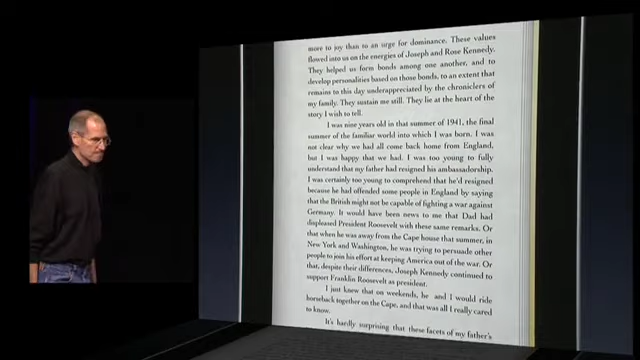 more to joy than to an urge for dominance. These values
flowed into us on the energies of Joseph and Rose Kennedy.
They helped us form bonds among one another, and to
develop personalities based on those bonds, to an extent that
remains to this day underappreciated by the chroniclers of
my family. They sustain me still. They lie at the heart of the
story I wish to tell.
I was nine years old in that summer of 1941, the final
summer of the familiar world into which I was born. I was
not clear why we had all come back home from England,
but I was happy that we had. I was too young to fully
understand that my father had resigned his ambassadorship.
I was certainly too young to comprehend that he'd resigned
because he had offended some people in England by saying
that the British might not be capable of fighting a war against
Germany. It would have been news to me that Dad had
displeased President Roosevelt with these same remarks. Or
that when he was away from the Cape house that summer, in
New York and Washington, he was trying to persuade other
people to join his effort at keeping America out of the war. Or
that, despite their differences, Joseph Kennedy continued to
support Franklin Roosevelt as president.
I just knew that on weekends, he and I would ride
horseback together on the Cape, and that was all I really cared
to know.
It's hardly surprising that these facets of my father's